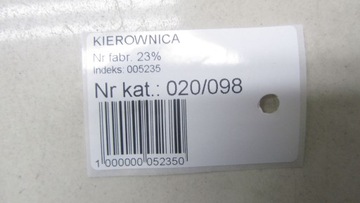 KIEROWNICA
Nr fabr. 23%
Indeks: 005235
Nr kat.: 020/098
1 000000 052350